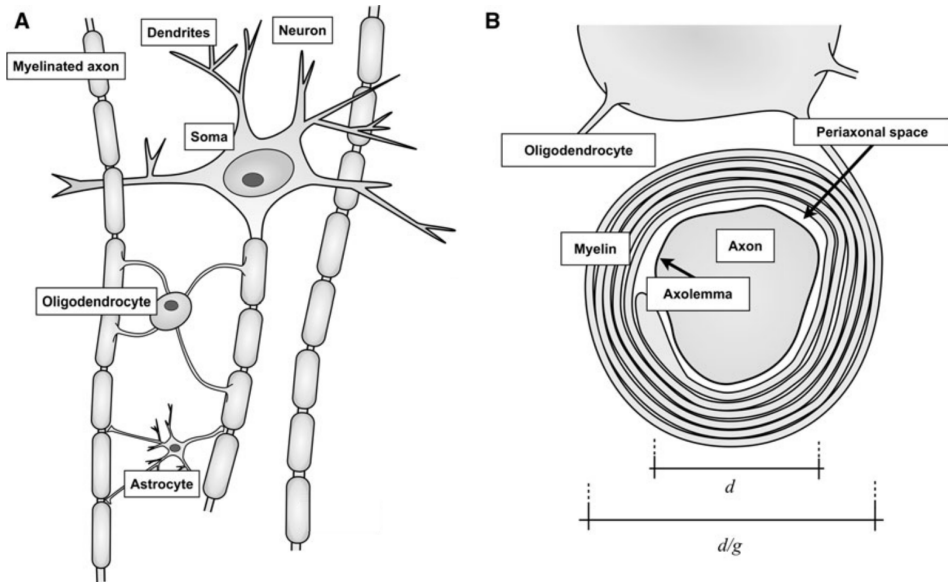 A
Dendrites
Neuron
Myelinated axon
Soma
Oligodendrocyte
Astrocyte
B
Oligodendrocyte
Periaxonal space
Myelin
Axon
Axolemma
d
d/g